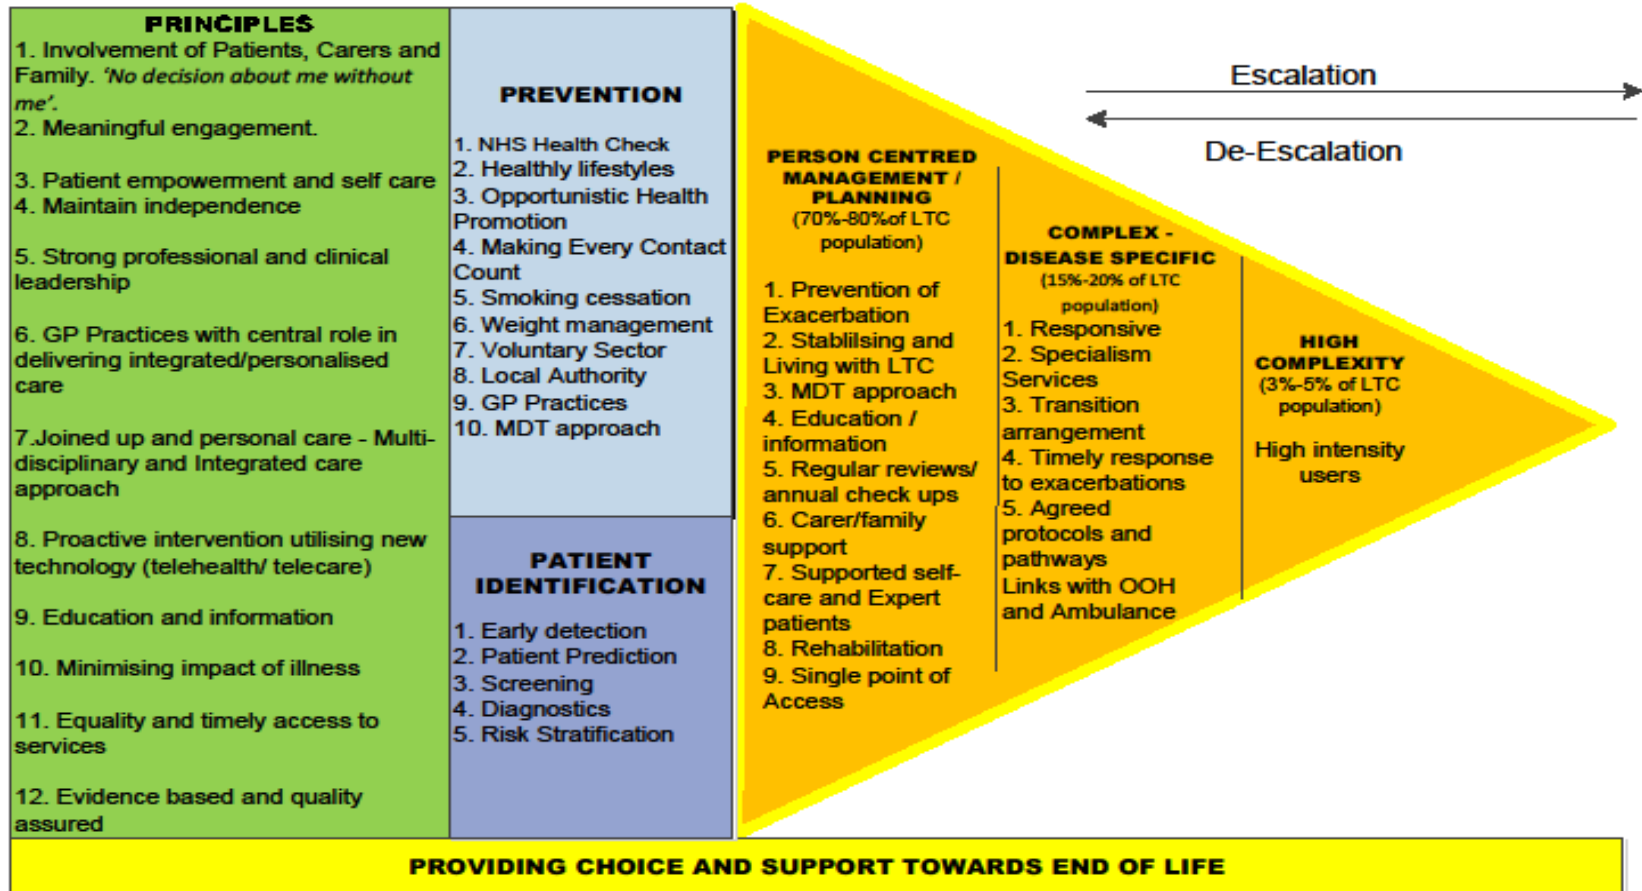 PRINCIPLES
1. Involvement of Patients, Carers and
Family. ‘No decision about me without
me’.
2. Meaningful engagement.
3. Patient empowerment and self care
4. Maintain independence
5. Strong professional and clinical
leadership
6. GP Practices with central role in
delivering integrated/personalised
care
7.Joined up and personal care - Multi-
disciplinary and Integrated care
approach
8. Proactive intervention utilising new
technology (telehealth/ telecare)
9. Education and information
10. Minimising impact of illness
11. Equality and timely access to
services
12. Evidence based and quality
assured
PREVENTION
1. NHS Health Check
2. Healthly lifestyles
3. Opportunistic Health
Promotion
4. Making Every Contact
Count
5. Smoking cessation
6. Weight management
7. Voluntary Sector
8. Local Authority
9. GP Practices
10. MDT approach
PATIENT
IDENTIFICATION
1. Early detection
2. Patient Prediction
3. Screening
4. Diagnostics
5. Risk Stratification
PERSON CENTRED
MANAGEMENT /
PLANNING
(70%-80%of LTC
population)
1. Prevention of
Exacerbation
2. Stablilsing and
Living with LTC
3. MDT approach
4. Education /
information
5. Regular reviews/
annual check ups
6. Carer/family
support
7. Supported self-
care and Expert
patients
8. Rehabilitation
9. Single point of
Access
COMPLEX -
DISEASE SPECIFIC
(15%-20% of LTC
population)
1. Responsive
2. Specialism
Services
3. Transition
arrangement
4. Timely response
to exacerbations
5. Agreed
protocols and
pathways
Links with OOH
and Ambulance
HIGH
COMPLEXITY
(3%-5% of LTC
population)
High intensity
users
Escalation
De-Escalation
PROVIDING CHOICE AND SUPPORT TOWARDS END OF LIFE